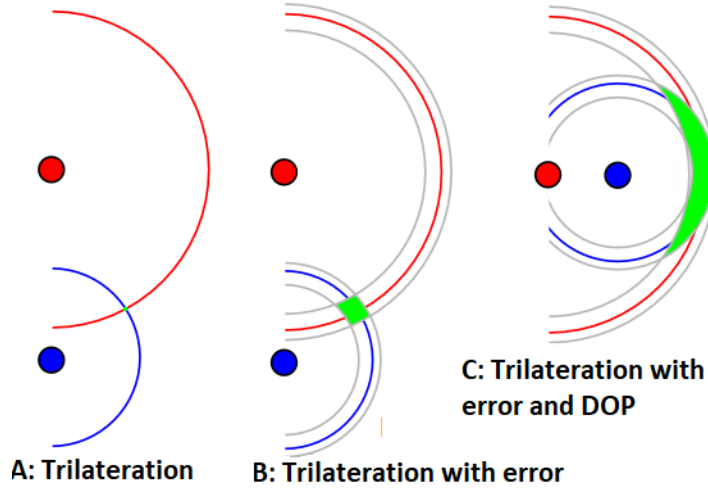 A: Trilateration
B: Trilateration with error
C: Trilateration with
error and DOP